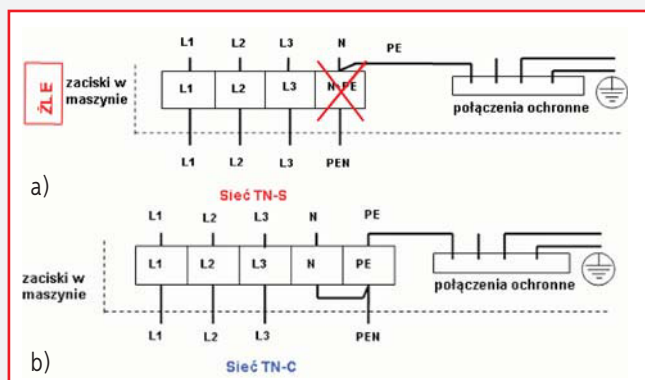 L1 L2 L3 N PE
ŹLE
zaciski w
maszynie
L1 L2 L3 N-PE
połączenia ochronne
L1 L2 L3 PEN
a)
Sieć TN-S
L1 L2 L3 N PE
zaciski w
maszynie
L1 L2 L3 N PE
połączenia ochronne
L1 L2 L3 PEN
b)
Sieć TN-C